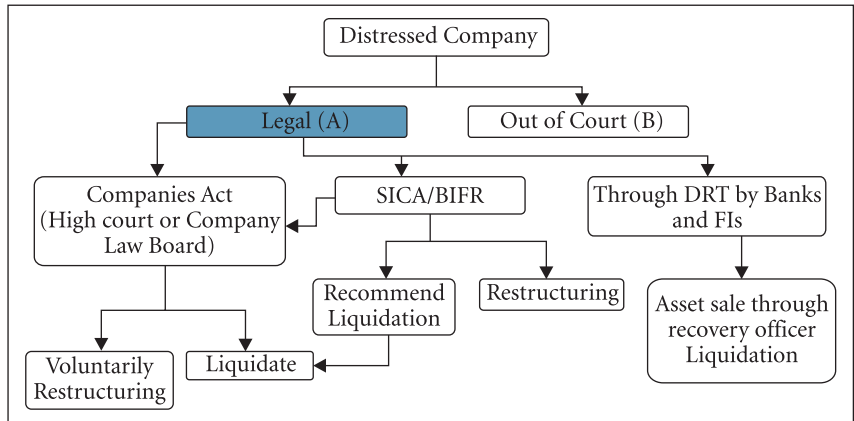 Distressed Company
Legal (A)
Out of Court (B)
Companies Act
(High court or Company
Law Board)
SICA/BIFR
Through DRT by Banks
and FIs
Recommend
Liquidation
Restructuring
Asset sale through
recovery officer
Liquidation
Voluntarily
Restructuring
Liquidate